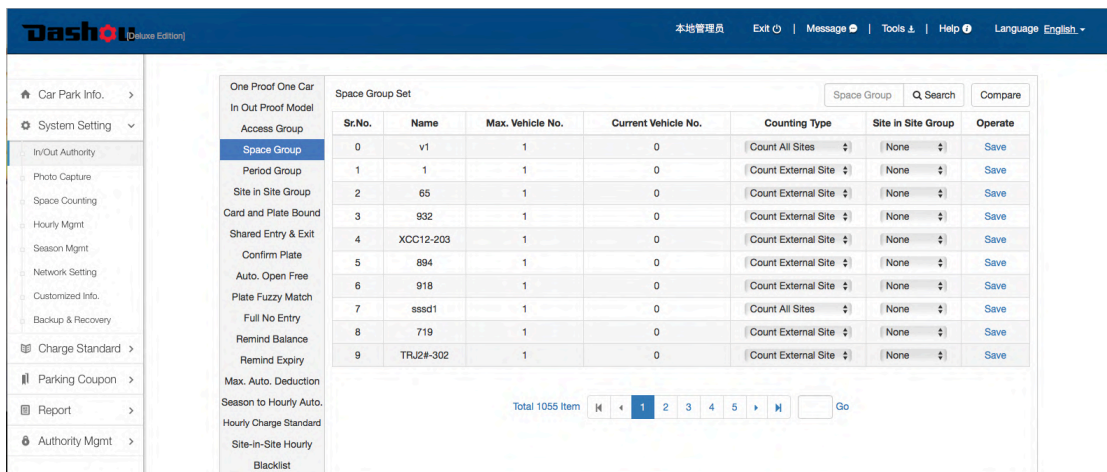 Dashou [Deluxe Edition]
本地管理员 Exit | Message | Tools | Help Language English
Car Park Info.
System Setting
In/Out Authority
Photo Capture
Space Counting
Hourly Mgmt
Season Mgmt
Network Setting
Customized Info.
Backup & Recovery
Charge Standard
Parking Coupon
Report
Authority Mgmt
One Proof One Car
In Out Proof Model
Access Group
Space Group
Period Group
Site in Site Group
Card and Plate Bound
Shared Entry & Exit
Confirm Plate
Auto. Open Free
Plate Fuzzy Match
Full No Entry
Remind Balance
Remind Expiry
Max. Auto. Deduction
Season to Hourly Auto.
Hourly Charge Standard
Site-in-Site Hourly
Blacklist
Space Group Set Space Group Search Compare
Sr.No. Name Max. Vehicle No. Current Vehicle No. Counting Type Site in Site Group Operate
0 v1 1 0 Count All Sites None Save
1 1 1 0 Count External Site None Save
2 65 1 0 Count External Site None Save
3 932 1 0 Count External Site None Save
4 XCC12-203 1 0 Count External Site None Save
5 894 1 0 Count External Site None Save
6 918 1 0 Count External Site None Save
7 sssd1 1 0 Count All Sites None Save
8 719 1 0 Count External Site None Save
9 TRJ2#-302 1 0 Count External Site None Save
Total 1055 Item 1 2 3 4 5 Go